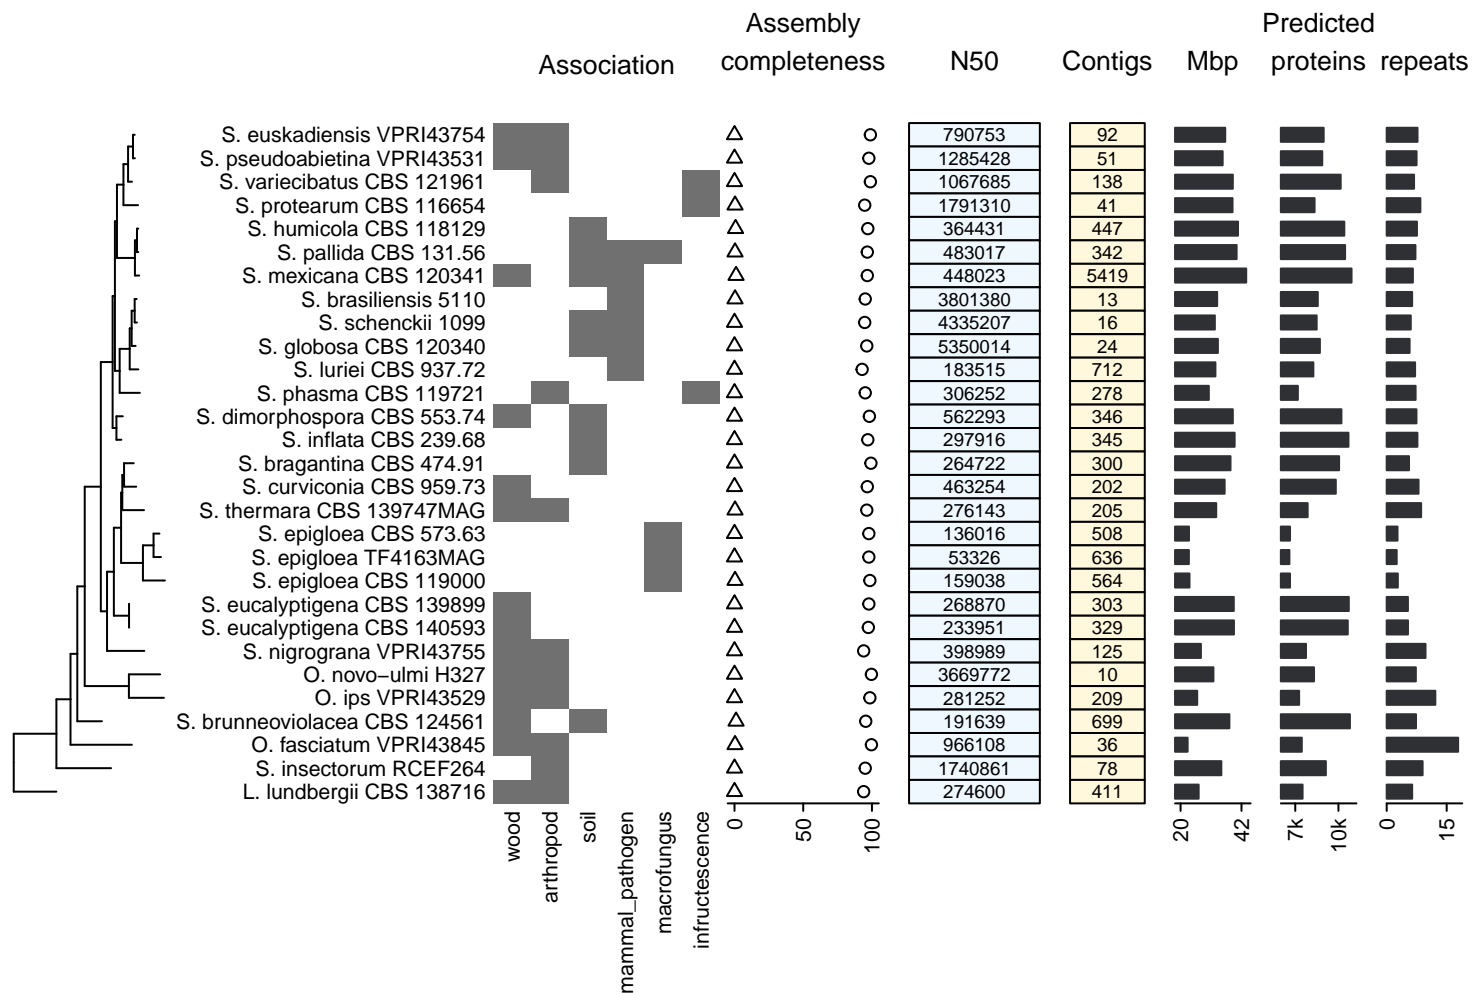 Assembly Predicted
Association completeness N50 Contigs Mbp proteins repeats
S. euskadiensis VPRI43754 790753 92
S. pseudoabietina VPRI43531 1285428 51
S. variecibatus CBS 121961 1067685 138
S. protearum CBS 116654 1791310 41
S. humicola CBS 118129 364431 447
S. pallida CBS 131.56 483017 342
S. mexicana CBS 120341 448023 5419
S. brasiliensis 5110 3801380 13
S. schenckii 1099 4335207 16
S. globosa CBS 120340 5350014 24
S. luriei CBS 937.72 183515 712
S. phasma CBS 119721 306252 278
S. dimorphospora CBS 553.74 562293 346
S. inflata CBS 239.68 297916 345
S. bragantina CBS 474.91 264722 300
S. curviconia CBS 959.73 463254 202
S. thermara CBS 139747MAG 276143 205
S. epigloea CBS 573.63 136016 508
S. epigloea TF4163MAG 53326 636
S. epigloea CBS 119000 159038 564
S. eucalyptigena CBS 139899 268870 303
S. eucalyptigena CBS 140593 233951 329
S. nigrograna VPRI43755 398989 125
O. novo−ulmi H327 3669772 10
O. ips VPRI43529 281252 209
S. brunneoviolacea CBS 124561 191639 699
O. fasciatum VPRI43845 966108 36
S. insectorum RCEF264 1740861 78
L. lundbergii CBS 138716 274600 411
wood arthropod soil mammal_pathogen macrofungus infructescence 0 50 100 20 42 7k 10k 0 15